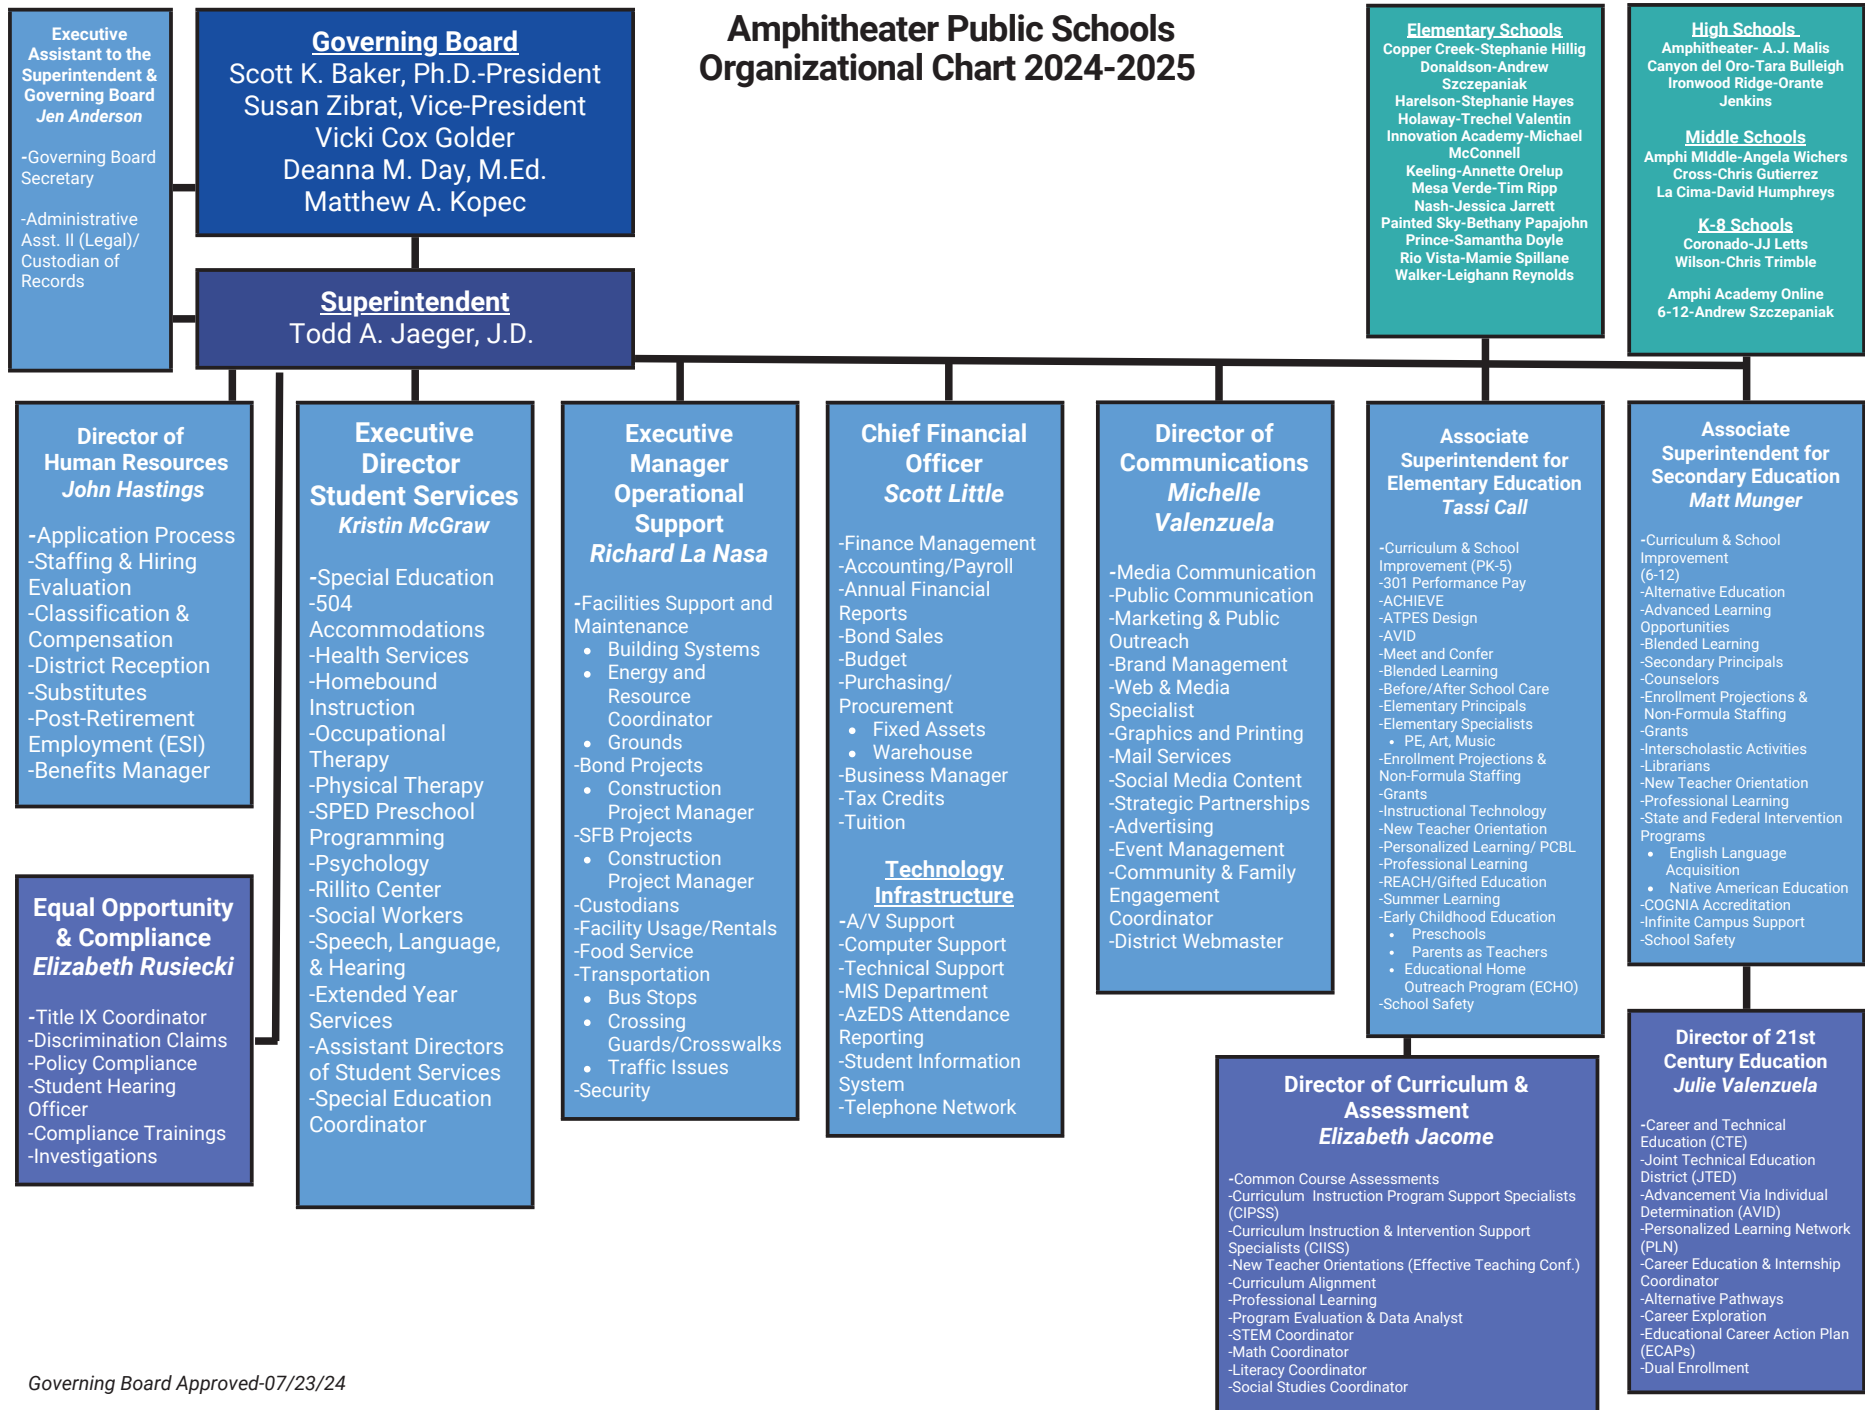 Amphitheater Public Schools
Organizational Chart 2024-2025
Executive
Assistant to the
Superintendent &
Governing Board
Jen Anderson
-Governing Board
Secretary
-Administrative
Asst. II (Legal)/
Custodian of
Records
Governing Board
Scott K. Baker, Ph.D.-President
Susan Zibrat, Vice-President
Vicki Cox Golder
Deanna M. Day, M.Ed.
Matthew A. Kopec
Superintendent
Todd A. Jaeger, J.D.
Elementary Schools
Copper Creek-Stephanie Hillig
Donaldson-Andrew
Szczepaniak
Harelson-Stephanie Hayes
Holaway-Trechel Valentin
Innovation Academy-Michael
McConnell
Keeling-Annette Orelup
Mesa Verde-Tim Ripp
Nash-Jessica Jarrett
Painted Sky-Bethany Papajohn
Prince-Samantha Doyle
Rio Vista-Mamie Spillane
Walker-Leighann Reynolds
High Schools
Amphitheater- A.J. Malis
Canyon del Oro-Tara Bulleigh
Ironwood Ridge-Orante
Jenkins
Middle Schools
Amphi MIddle-Angela Wichers
Cross-Chris Gutierrez
La Cima-David Humphreys
K-8 Schools
Coronado-JJ Letts
Wilson-Chris Trimble
Amphi Academy Online
6-12-Andrew Szczepaniak
Director of
Human Resources
John Hastings
-Application Process
-Staffing & Hiring
Evaluation
-Classification &
Compensation
-District Reception
-Substitutes
-Post-Retirement
Employment (ESI)
-Benefits Manager
Equal Opportunity
& Compliance
Elizabeth Rusiecki
-Title IX Coordinator
-Discrimination Claims
-Policy Compliance
-Student Hearing
Officer
-Compliance Trainings
-Investigations
Executive
Director
Student Services
Kristin McGraw
-Special Education
-504
Accommodations
-Health Services
-Homebound
Instruction
-Occupational
Therapy
-Physical Therapy
-SPED Preschool
Programming
-Psychology
-Rillito Center
-Social Workers
-Speech, Language,
& Hearing
-Extended Year
Services
-Assistant Directors
of Student Services
-Special Education
Coordinator
Executive
Manager
Operational
Support
Richard La Nasa
-Facilities Support and
Maintenance
• Building Systems
• Energy and
Resource
Coordinator
• Grounds
-Bond Projects
• Construction
Project Manager
-SFB Projects
• Construction
Project Manager
-Custodians
-Facility Usage/Rentals
-Food Service
-Transportation
• Bus Stops
• Crossing
Guards/Crosswalks
• Traffic Issues
-Security
Chief Financial
Officer
Scott Little
-Finance Management
-Accounting/Payroll
-Annual Financial
Reports
-Bond Sales
-Budget
-Purchasing/
Procurement
• Fixed Assets
• Warehouse
-Business Manager
-Tax Credits
-Tuition
Technology
Infrastructure
-A/V Support
-Computer Support
-Technical Support
-MIS Department
-AzEDS Attendance
Reporting
-Student Information
System
-Telephone Network
Director of
Communications
Michelle
Valenzuela
-Media Communication
-Public Communication
-Marketing & Public
Outreach
-Brand Management
-Web & Media
Specialist
-Graphics and Printing
-Mail Services
-Social Media Content
-Strategic Partnerships
-Advertising
-Event Management
-Community & Family
Engagement
Coordinator
-District Webmaster
Associate
Superintendent for
Elementary Education
Tassi Call
-Curriculum & School
Improvement (PK-5)
-301 Performance Pay
-ACHIEVE
-ATPES Design
-AVID
-Meet and Confer
-Blended Learning
-Before/After School Care
-Elementary Principals
-Elementary Specialists
• PE, Art, Music
-Enrollment Projections &
Non-Formula Staffing
-Grants
-Instructional Technology
-New Teacher Orientation
-Personalized Learning/ PCBL
-Professional Learning
-REACH/Gifted Education
-Summer Learning
-Early Childhood Education
• Preschools
• Parents as Teachers
• Educational Home
Outreach Program (ECHO)
-School Safety
Director of Curriculum &
Assessment
Elizabeth Jacome
-Common Course Assessments
-Curriculum  Instruction Program Support Specialists
(CIPSS)
-Curriculum Instruction & Intervention Support
Specialists (CIISS)
-New Teacher Orientations (Effective Teaching Conf.)
-Curriculum Alignment
-Professional Learning
-Program Evaluation & Data Analyst
-STEM Coordinator
-Math Coordinator
-Literacy Coordinator
-Social Studies Coordinator
Associate
Superintendent for
Secondary Education
Matt Munger
-Curriculum & School
Improvement
(6-12)
-Alternative Education
-Advanced Learning
Opportunities
-Blended Learning
-Secondary Principals
-Counselors
-Enrollment Projections &
Non-Formula Staffing
-Grants
-Interscholastic Activities
-Librarians
-New Teacher Orientation
-Professional Learning
-State and Federal Intervention
Programs
• English Language
Acquisition
• Native American Education
-COGNIA Accreditation
-Infinite Campus Support
-School Safety
Director of 21st
Century Education
Julie Valenzuela
-Career and Technical
Education (CTE)
-Joint Technical Education
District (JTED)
-Advancement Via Individual
Determination (AVID)
-Personalized Learning Network
(PLN)
-Career Education & Internship
Coordinator
-Alternative Pathways
-Career Exploration
-Educational Career Action Plan
(ECAPs)
-Dual Enrollment
Governing Board Approved-07/23/24